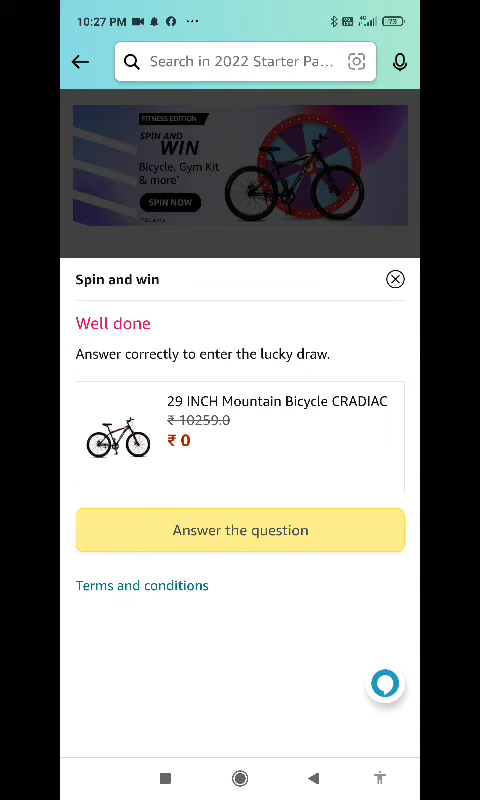 10:27 PM
73
Search in 2022 Starter Pa...
FITNESS EDITION
SPIN AND
WIN
Bicycle, Gym Kit
& more*
SPIN NOW
*T&C apply
Spin and win
Well done
Answer correctly to enter the lucky draw.
29 INCH Mountain Bicycle CRADIAC
₹ 10259.0
₹ 0
Answer the question
Terms and conditions